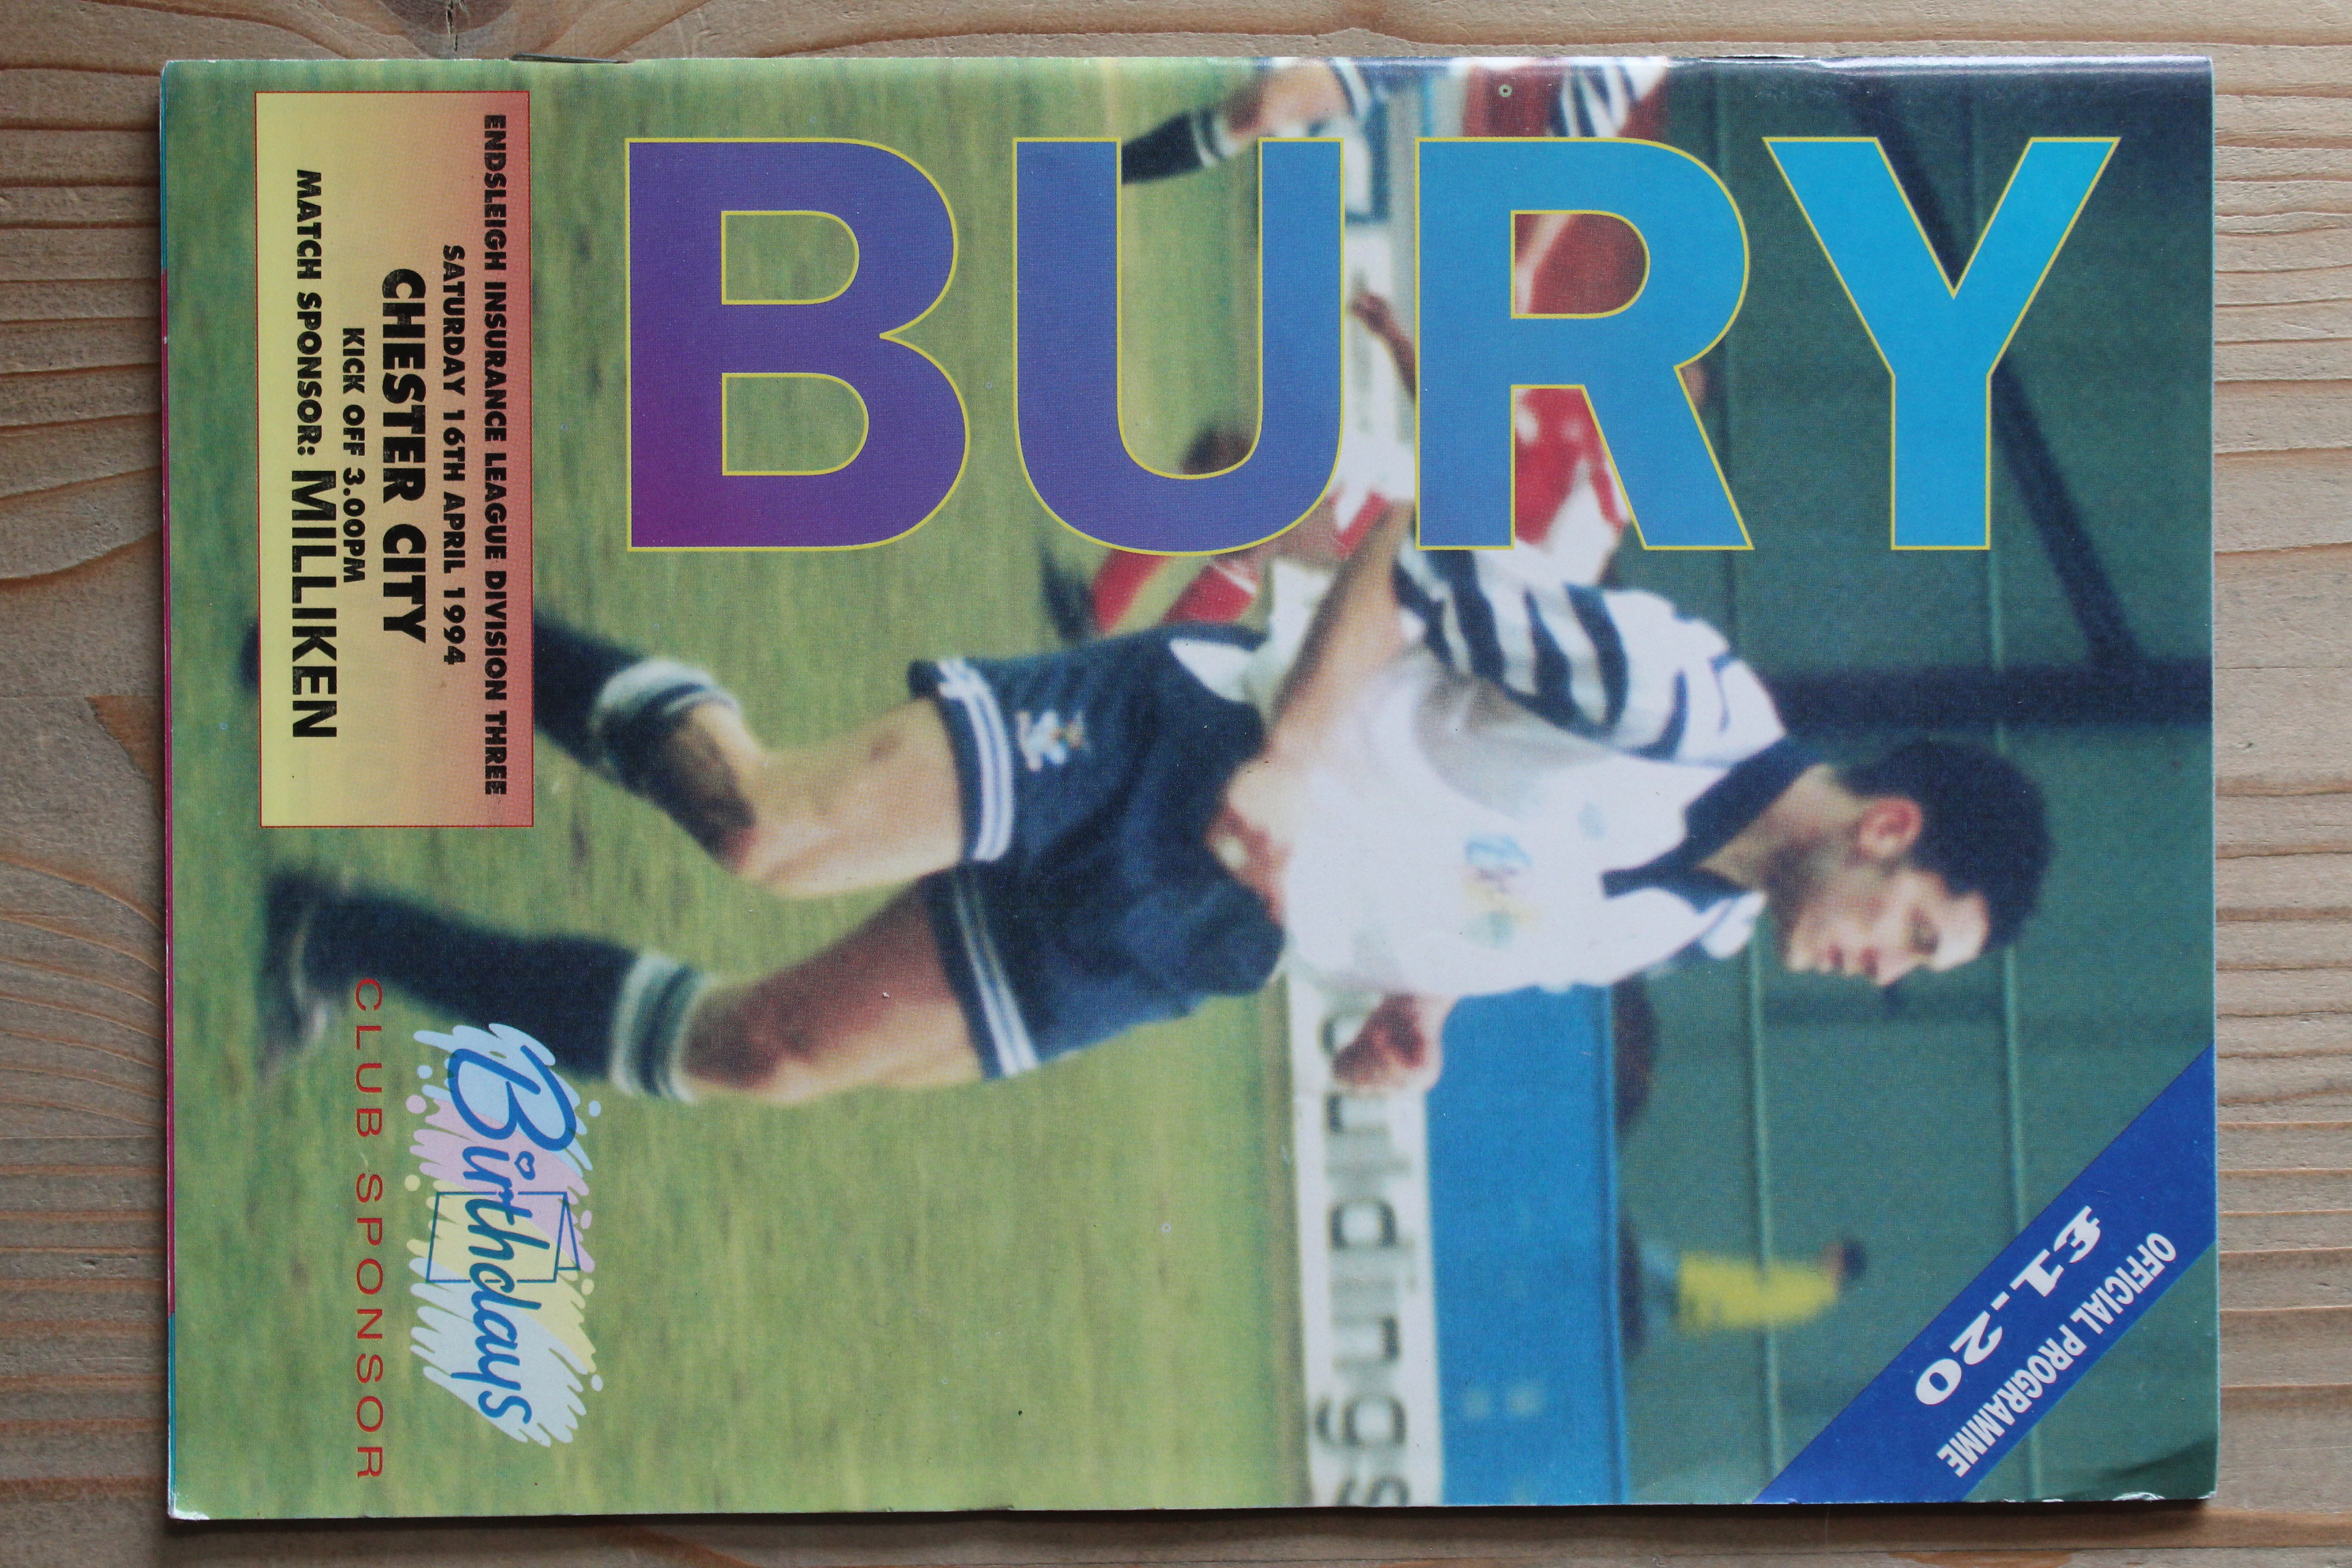 OFFICIAL PROGRAMME
£1-20
BURY
ENDSLEIGH INSURANCE LEAGUE DIVISION THREE
SATURDAY 16TH APRIL 1994
CHESTER CITY
KICK OFF 3.00PM
MATCH SPONSOR: MILLIKEN
Birthdays
CLUB SPONSOR